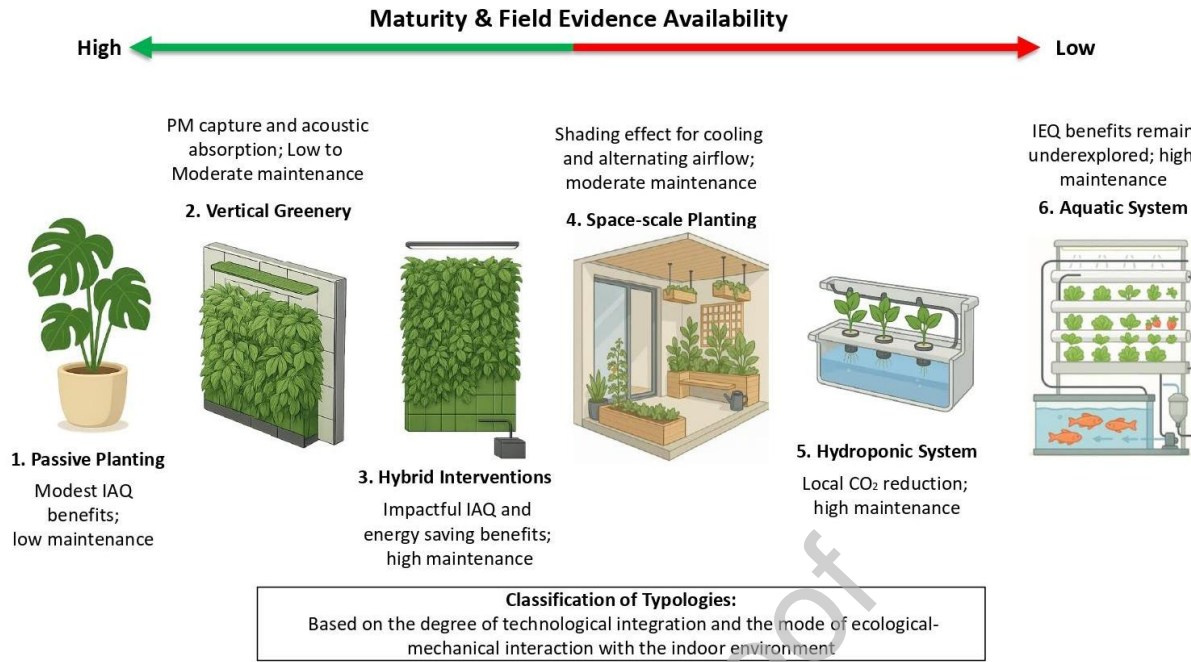 Maturity & Field Evidence Availability
High
Low
PM capture and acoustic
absorption; Low to
Moderate maintenance
2. Vertical Greenery
Shading effect for cooling
and alternating airflow;
moderate maintenance
4. Space-scale Planting
IEQ benefits remain
underexplored; high
maintenance
6. Aquatic System
1. Passive Planting
Modest IAQ
benefits;
low maintenance
3. Hybrid Interventions
Impactful IAQ and
energy saving benefits;
high maintenance
5. Hydroponic System
Local CO₂ reduction;
high maintenance
Classification of Typologies:
Based on the degree of technological integration and the mode of ecological-
mechanical interaction with the indoor environment